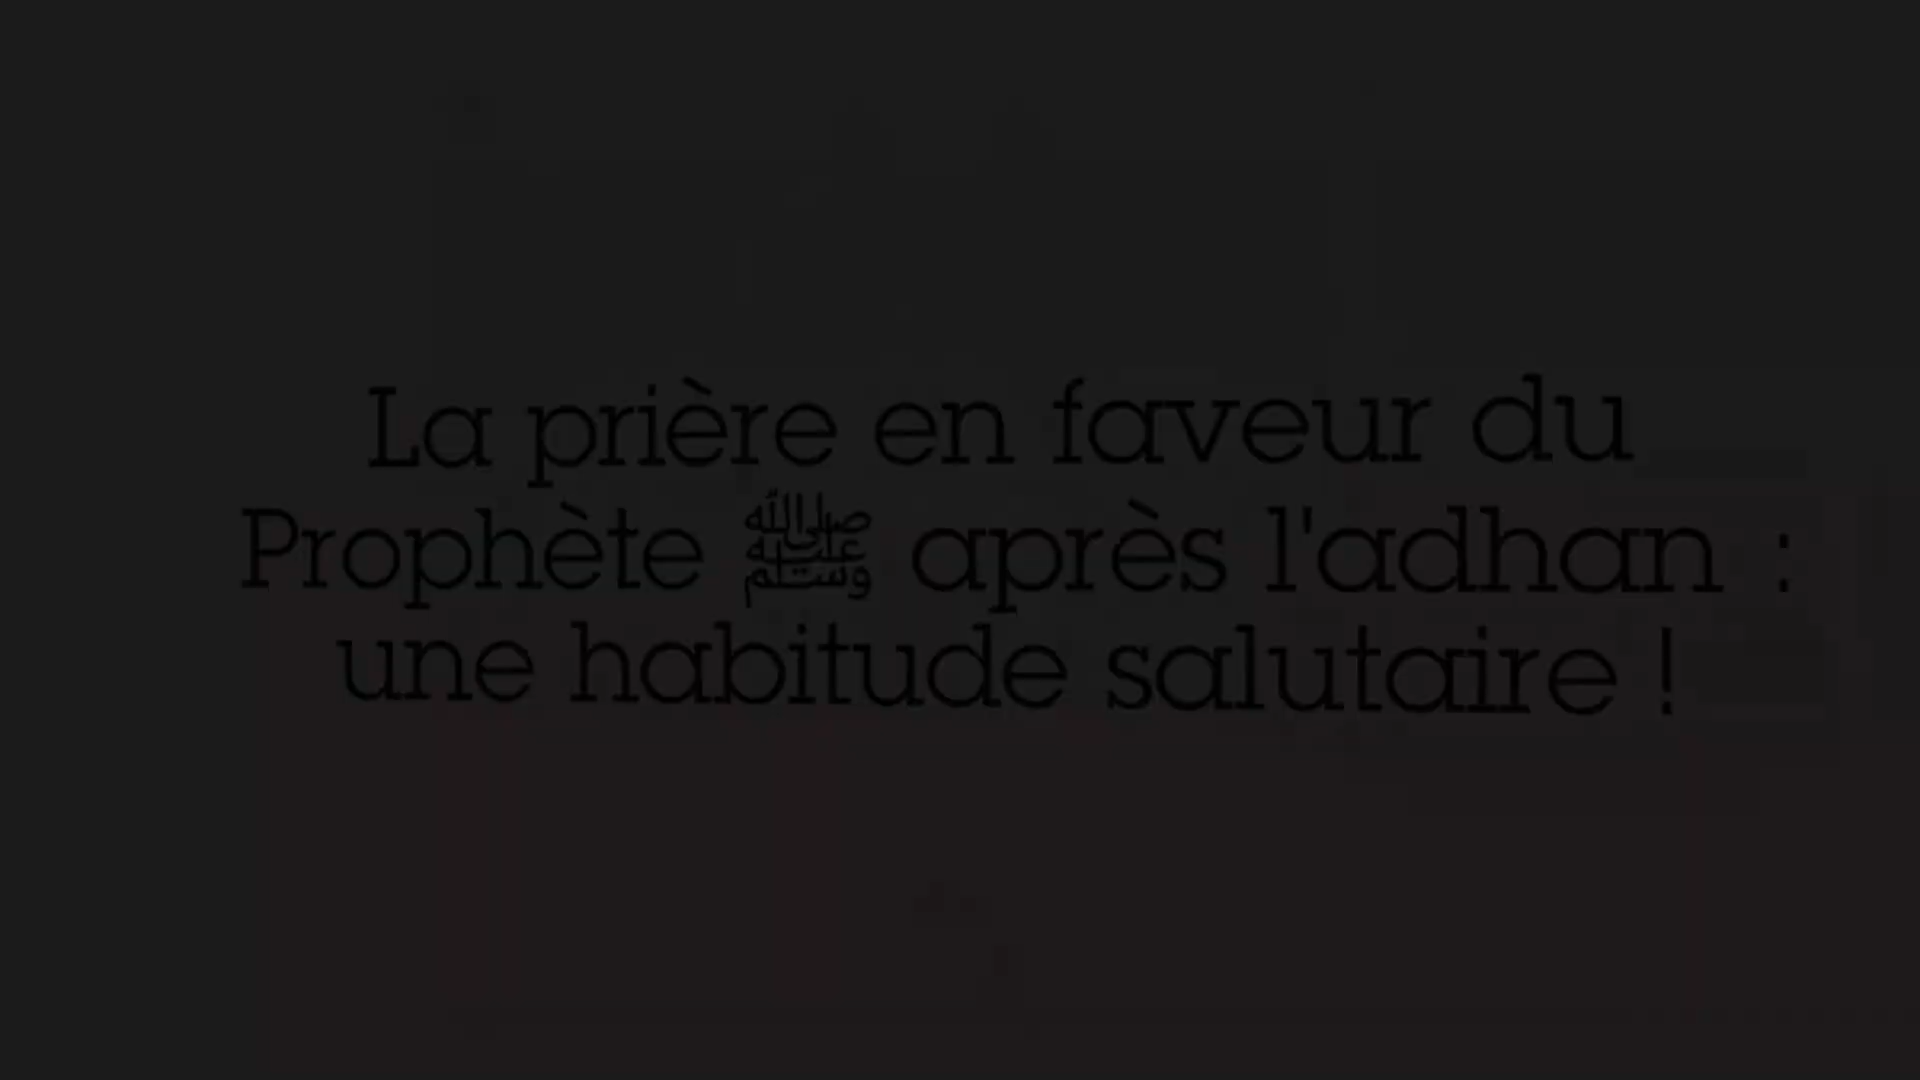 La prière en faveur du
Prophète ﷺ après l'adhan :
une habitude salutaire !